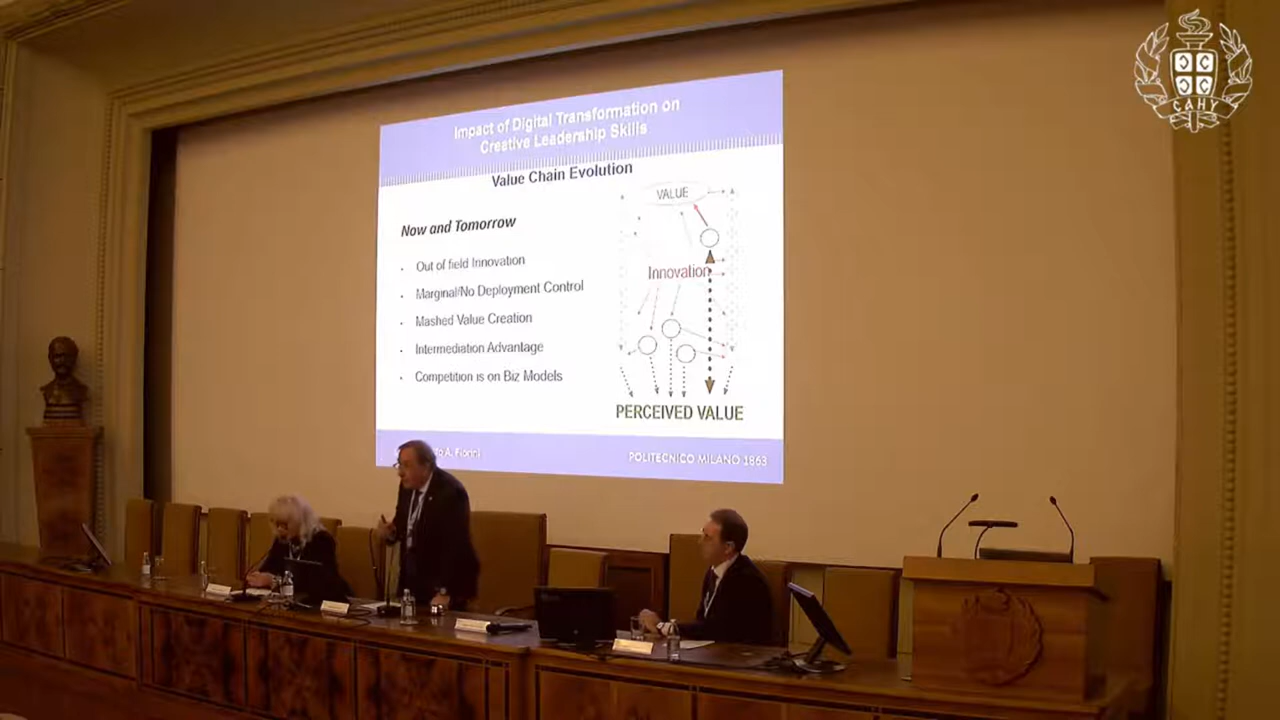 Impact of Digital Transformation on
Creative Leadership Skills
Value Chain Evolution
Now and Tomorrow
Out of field Innovation
Marginal/No Deployment Control
Mashed Value Creation
Intermediation Advantage
Competition is on Biz Models
VALUE
Innovation
PERCEIVED VALUE
A. Fiorini
POLITECNICO MILANO 1863
САНУ